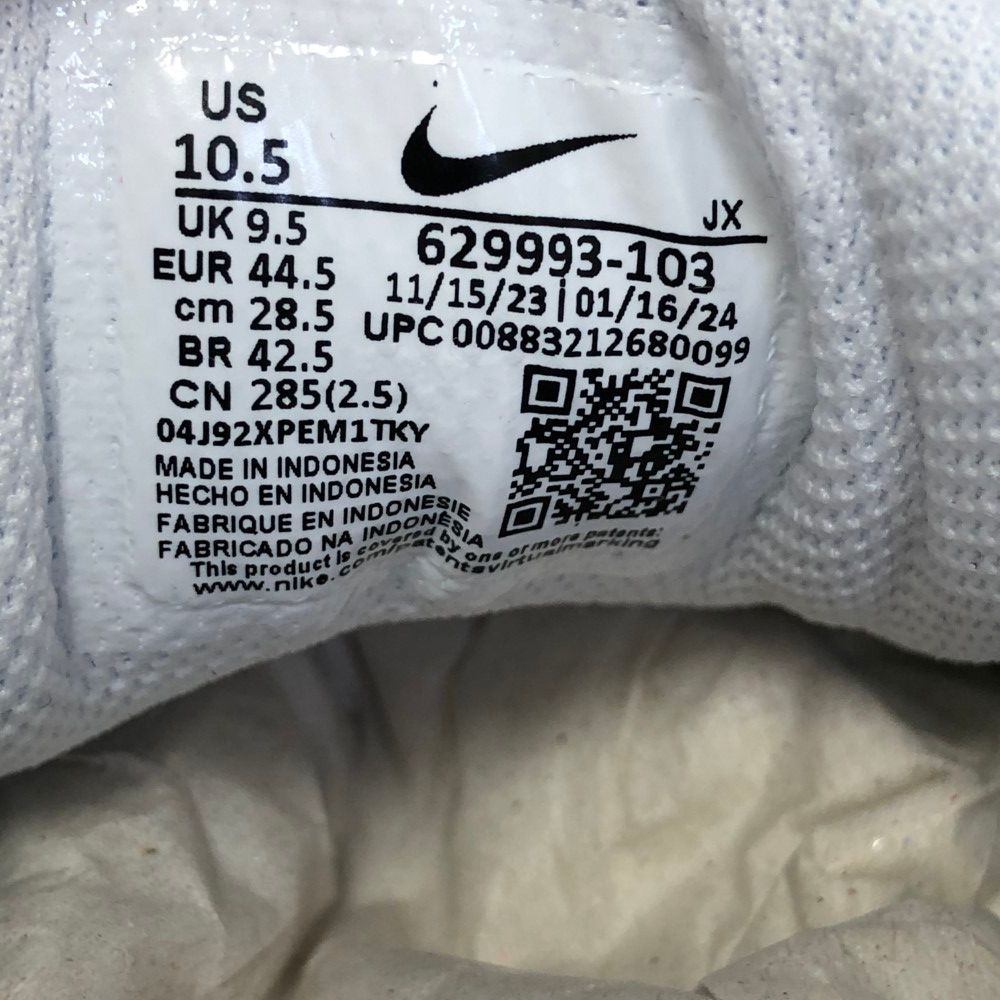 US
10.5
JX
UK 9.5
EUR 44.5
cm 28.5
BR 42.5
CN 285(2.5)
629993-103
11/15/23 | 01/16/24
UPC 00883212680099
04J92XPEM1TKY
MADE IN INDONESIA
HECHO EN INDONESIA
FABRIQUE EN INDONESIE
FABRICADO NA INDONÉSIA
This product is covered by one or more patents:
www.nike.com/patentsvirtualmarking